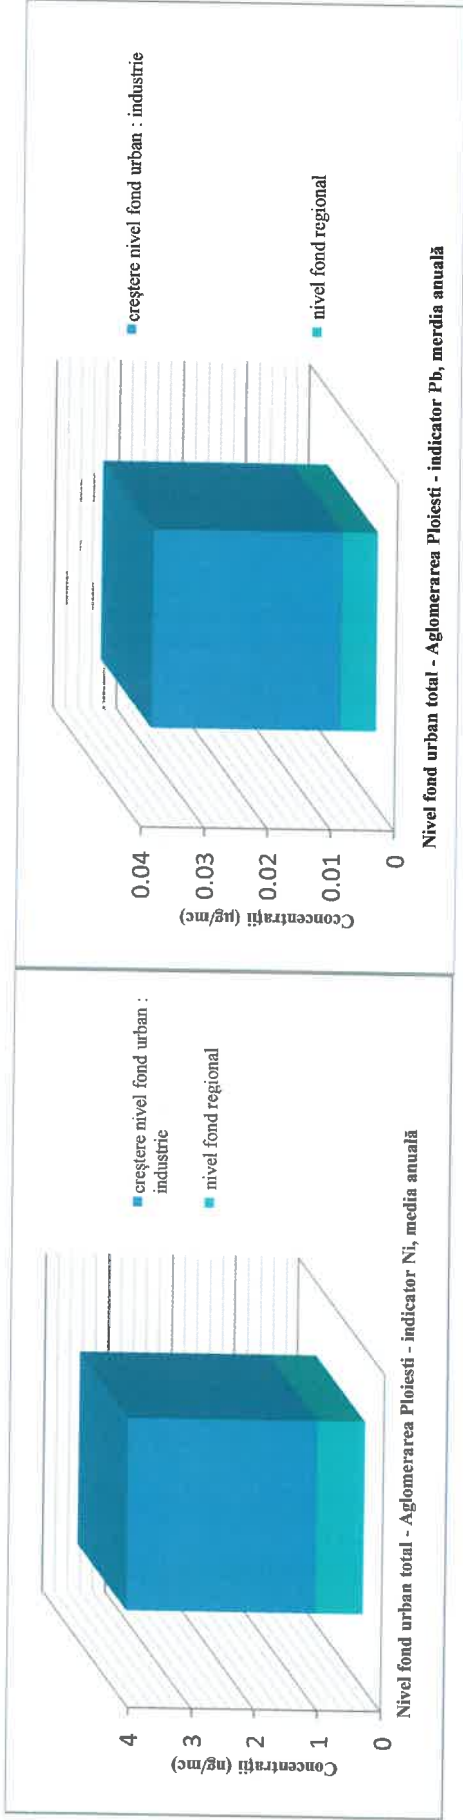 4
3
2
1
0
Concentrații (ng/mc)
creștere nivel fond urban :
industrie
nivel fond regional
Nivel fond urban total - Aglomerarea Ploiesti - indicator Ni, media anuală
0.04
0.03
0.02
0.01
0
Cconcentrații (µg/mc)
creștere nivel fond urban : industrie
nivel fond regional
Nivel fond urban total - Aglomerarea Ploiesti - indicator Pb, merdia anuală